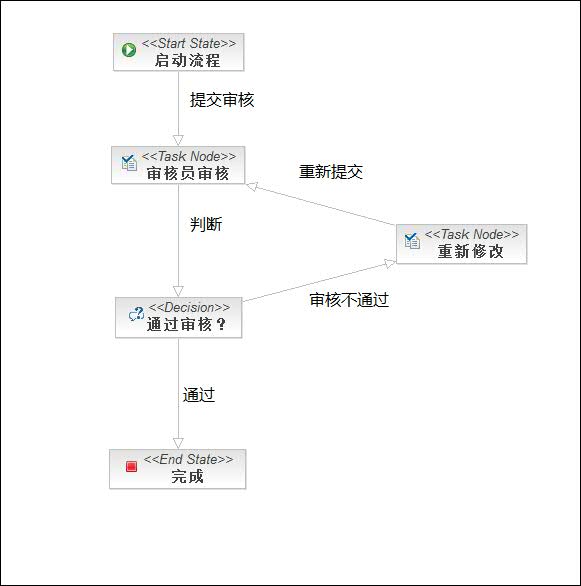 <<Start State>>
启动流程
提交审核
<<Task Node>>
审核员审核
重新提交
判断
<<Task Node>>
重新修改
审核不通过
<<Decision>>
通过审核？
通过
<<End State>>
完成